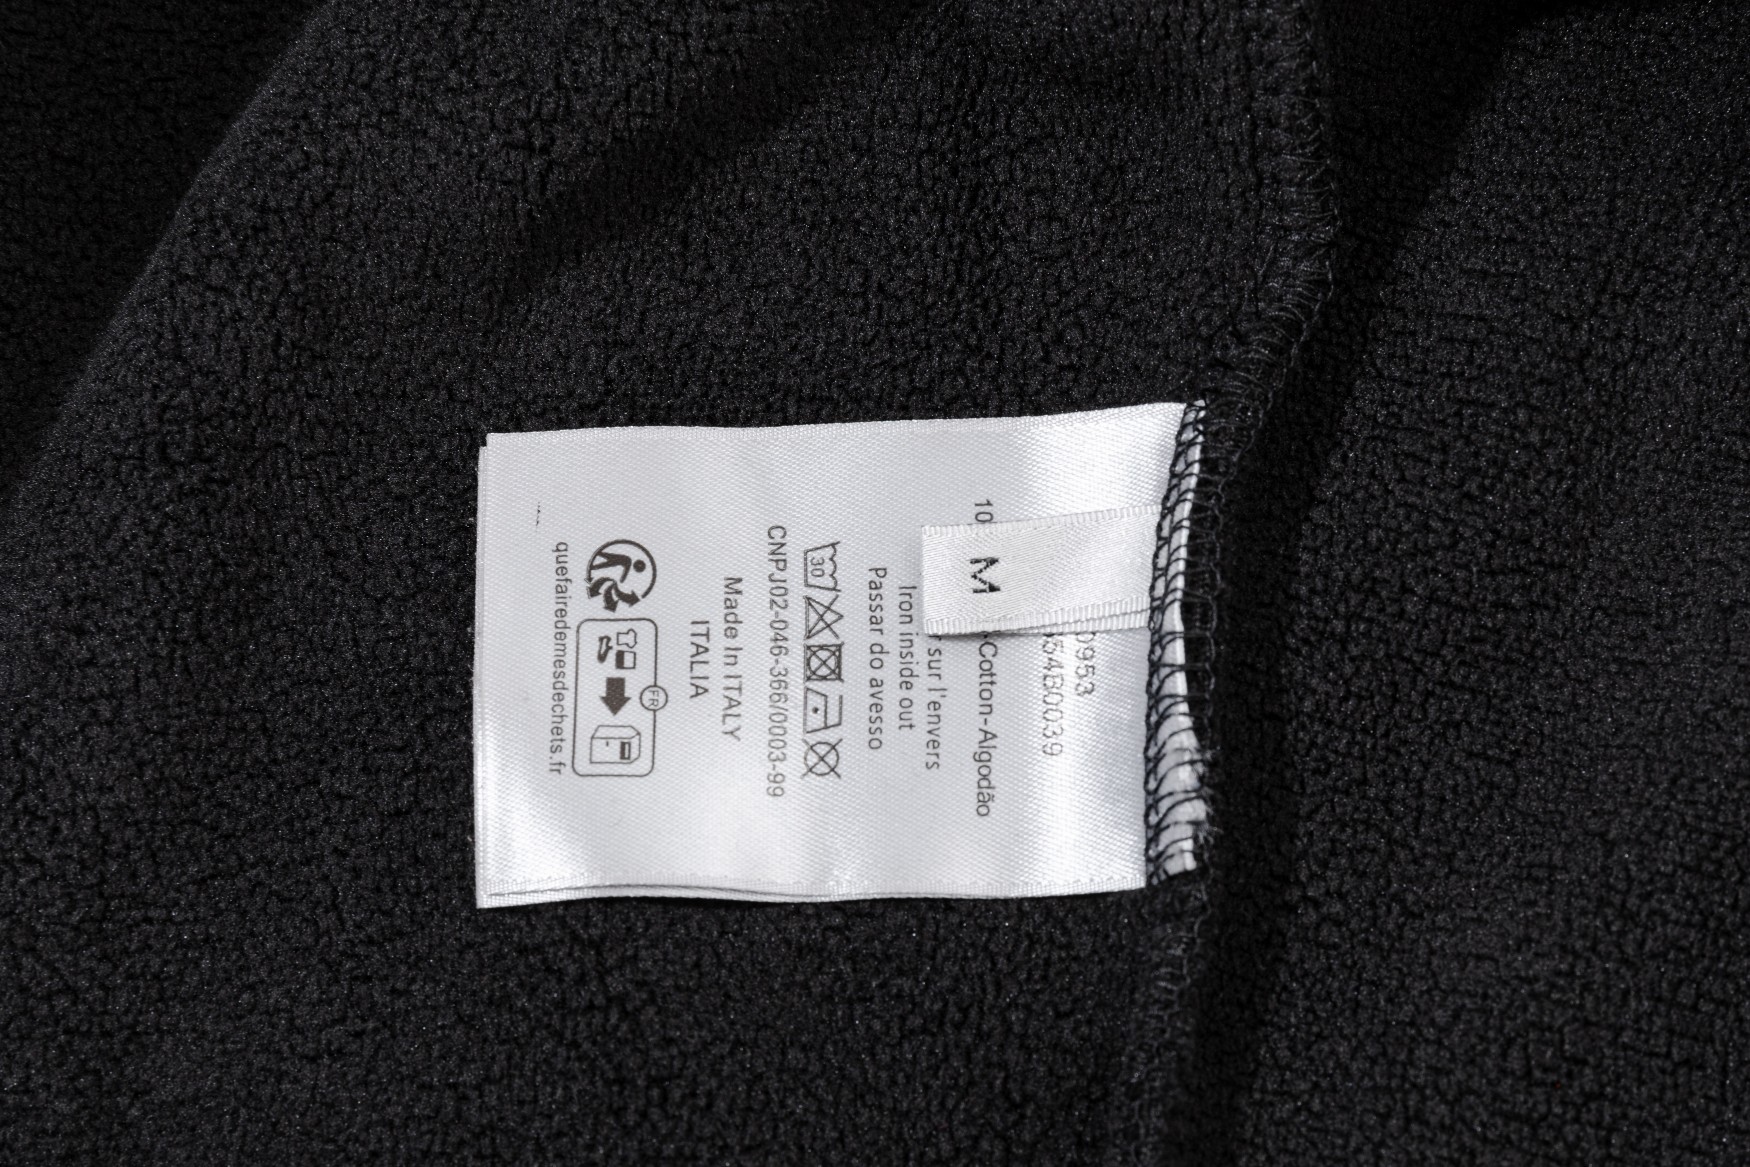 0953
54B0039
10
Cotton-Algodão
M
sur l'envers
Iron inside out
Passar do avesso
30
CNPJ02-046-366/0003-99
Made In ITALY
ITALIA
FR
quefairedemesdechets.fr